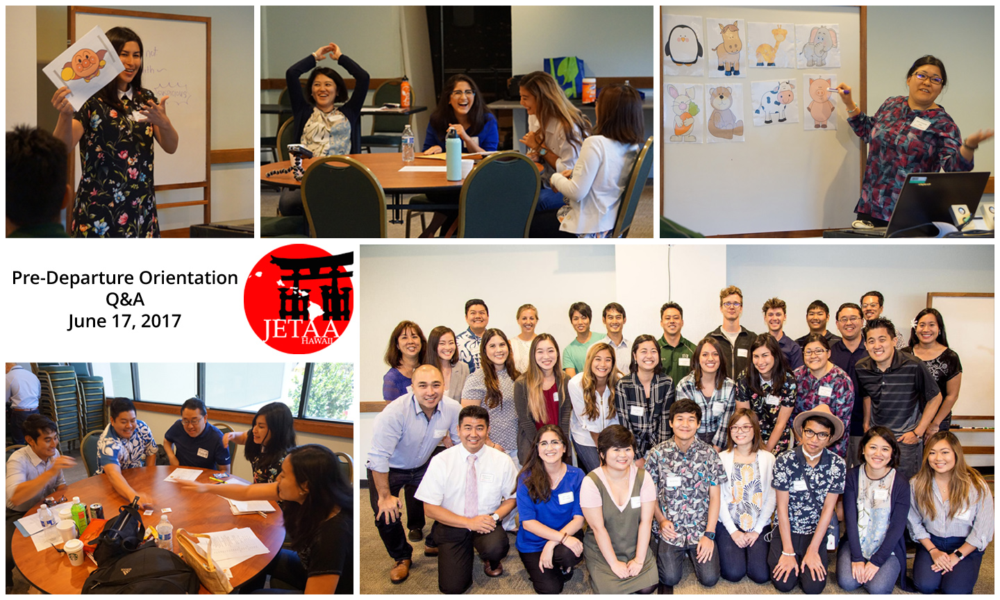 Pre-Departure Orientation
Q&A
June 17, 2017
JETAA
HAWAII